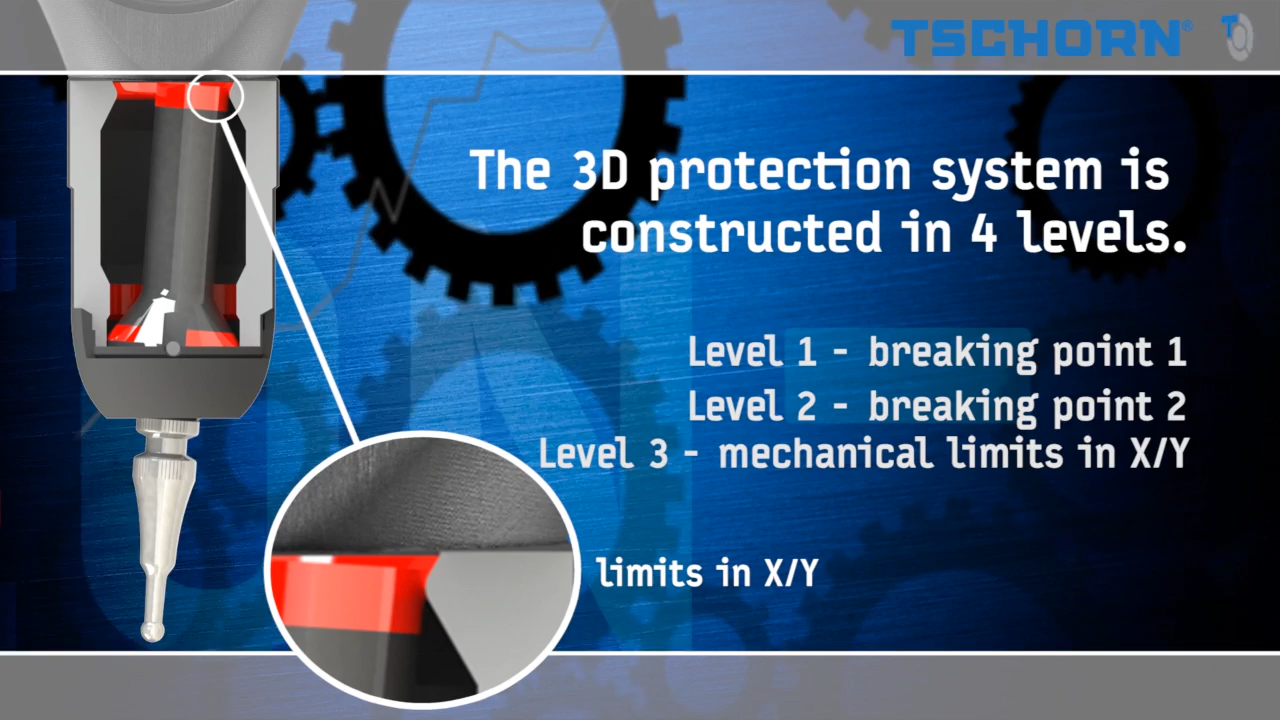 TSCHORN®
The 3D protection system is
constructed in 4 levels.
Level 1 - breaking point 1
Level 2 - breaking point 2
Level 3 - mechanical limits in X/Y
limits in X/Y